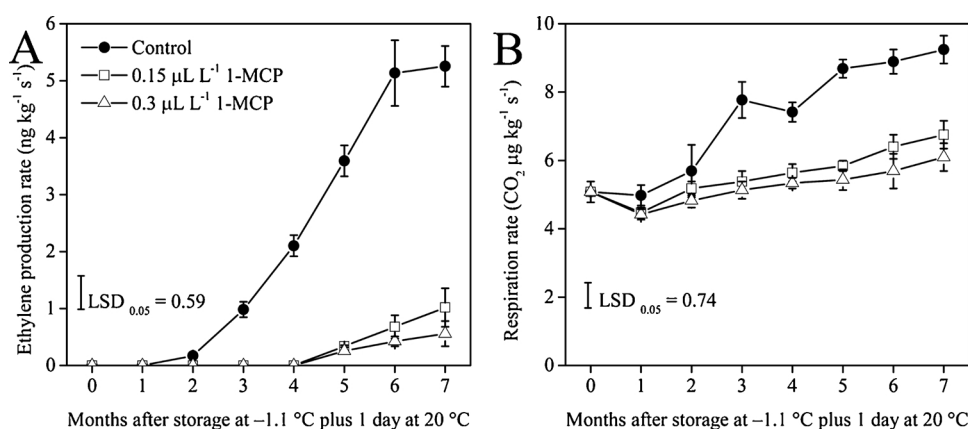 A
Ethylene production rate (ng kg⁻¹ s⁻¹)
6
5
4
3
2
1
0
Control
0.15 µL L⁻¹ 1-MCP
0.3 µL L⁻¹ 1-MCP
LSD 0.05 = 0.59
0 1 2 3 4 5 6 7
Months after storage at –1.1 °C plus 1 day at 20 °C
B
Respiration rate (CO₂ µg kg⁻¹ s⁻¹)
10
8
6
4
2
0
LSD 0.05 = 0.74
0 1 2 3 4 5 6 7
Months after storage at –1.1 °C plus 1 day at 20 °C